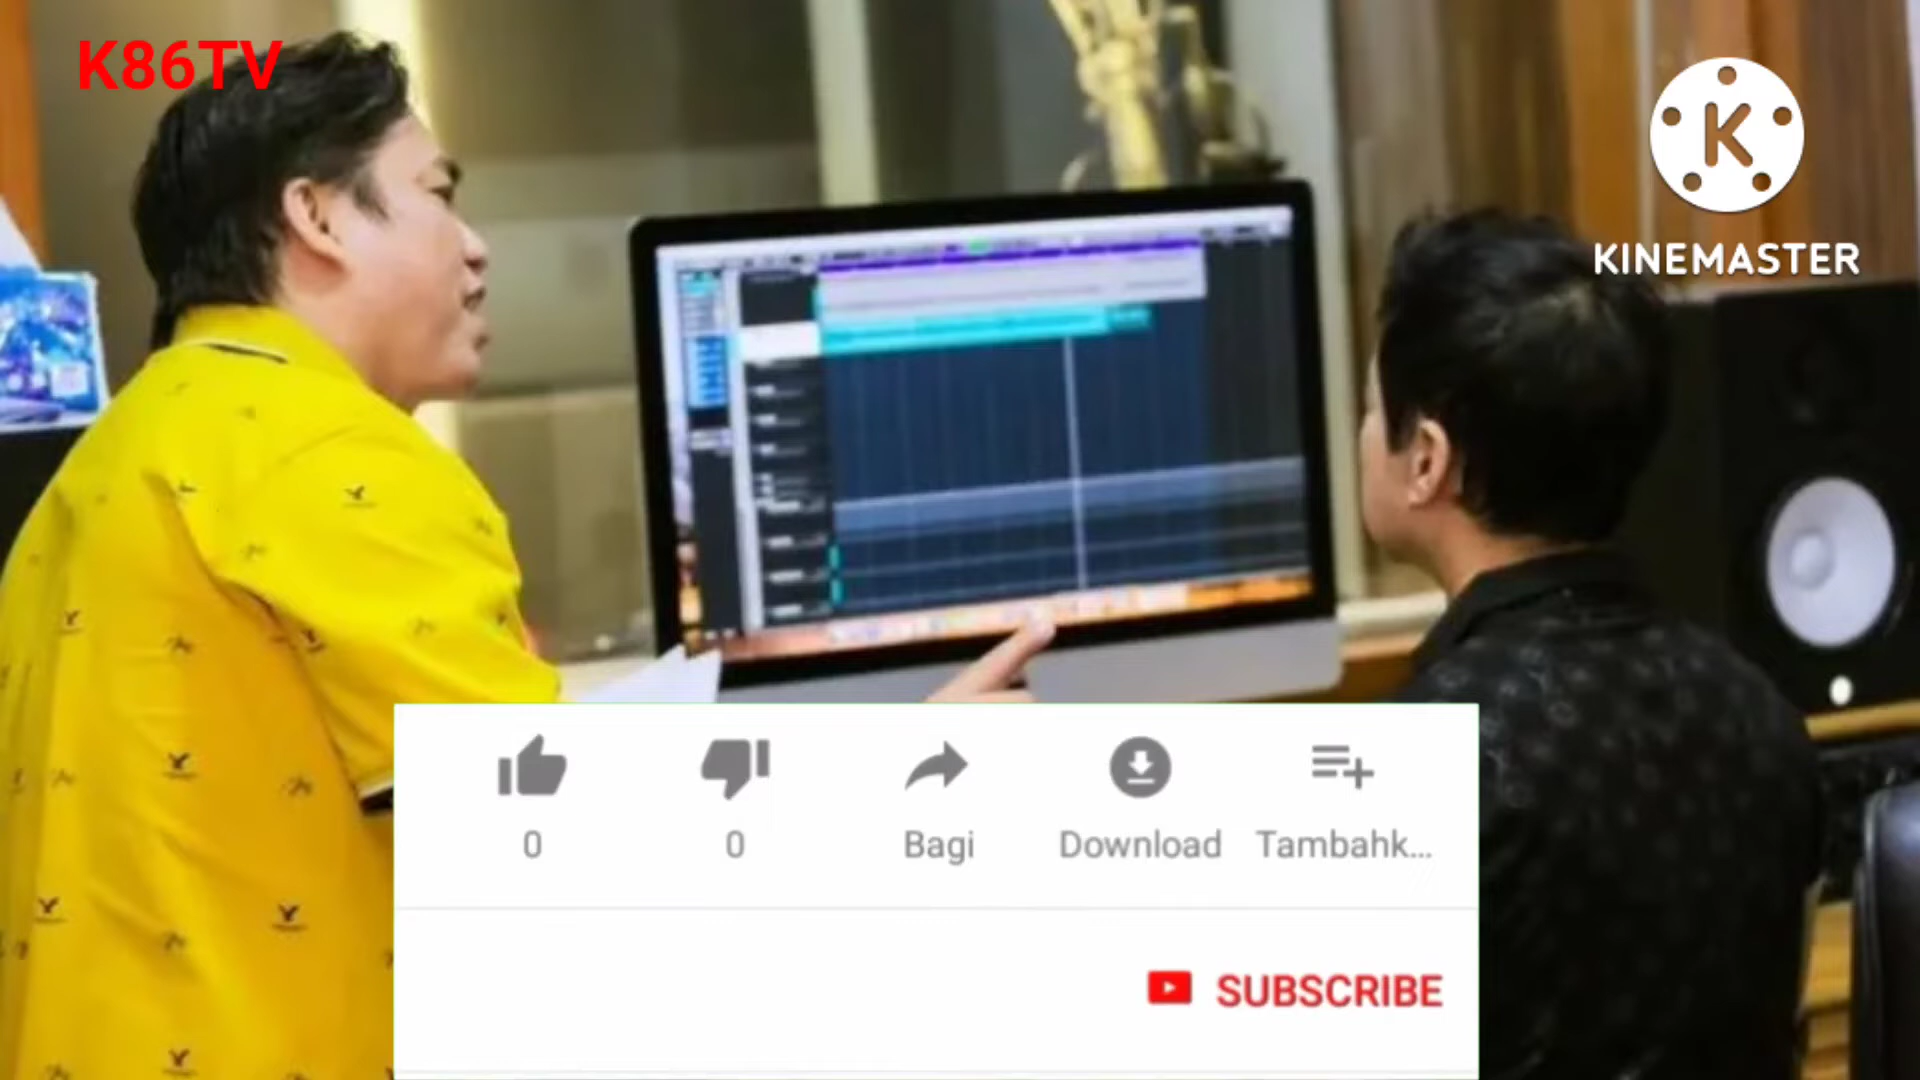 K86TV
K
KINEMASTER
0
0
Bagi
Download
Tambahk...
SUBSCRIBE